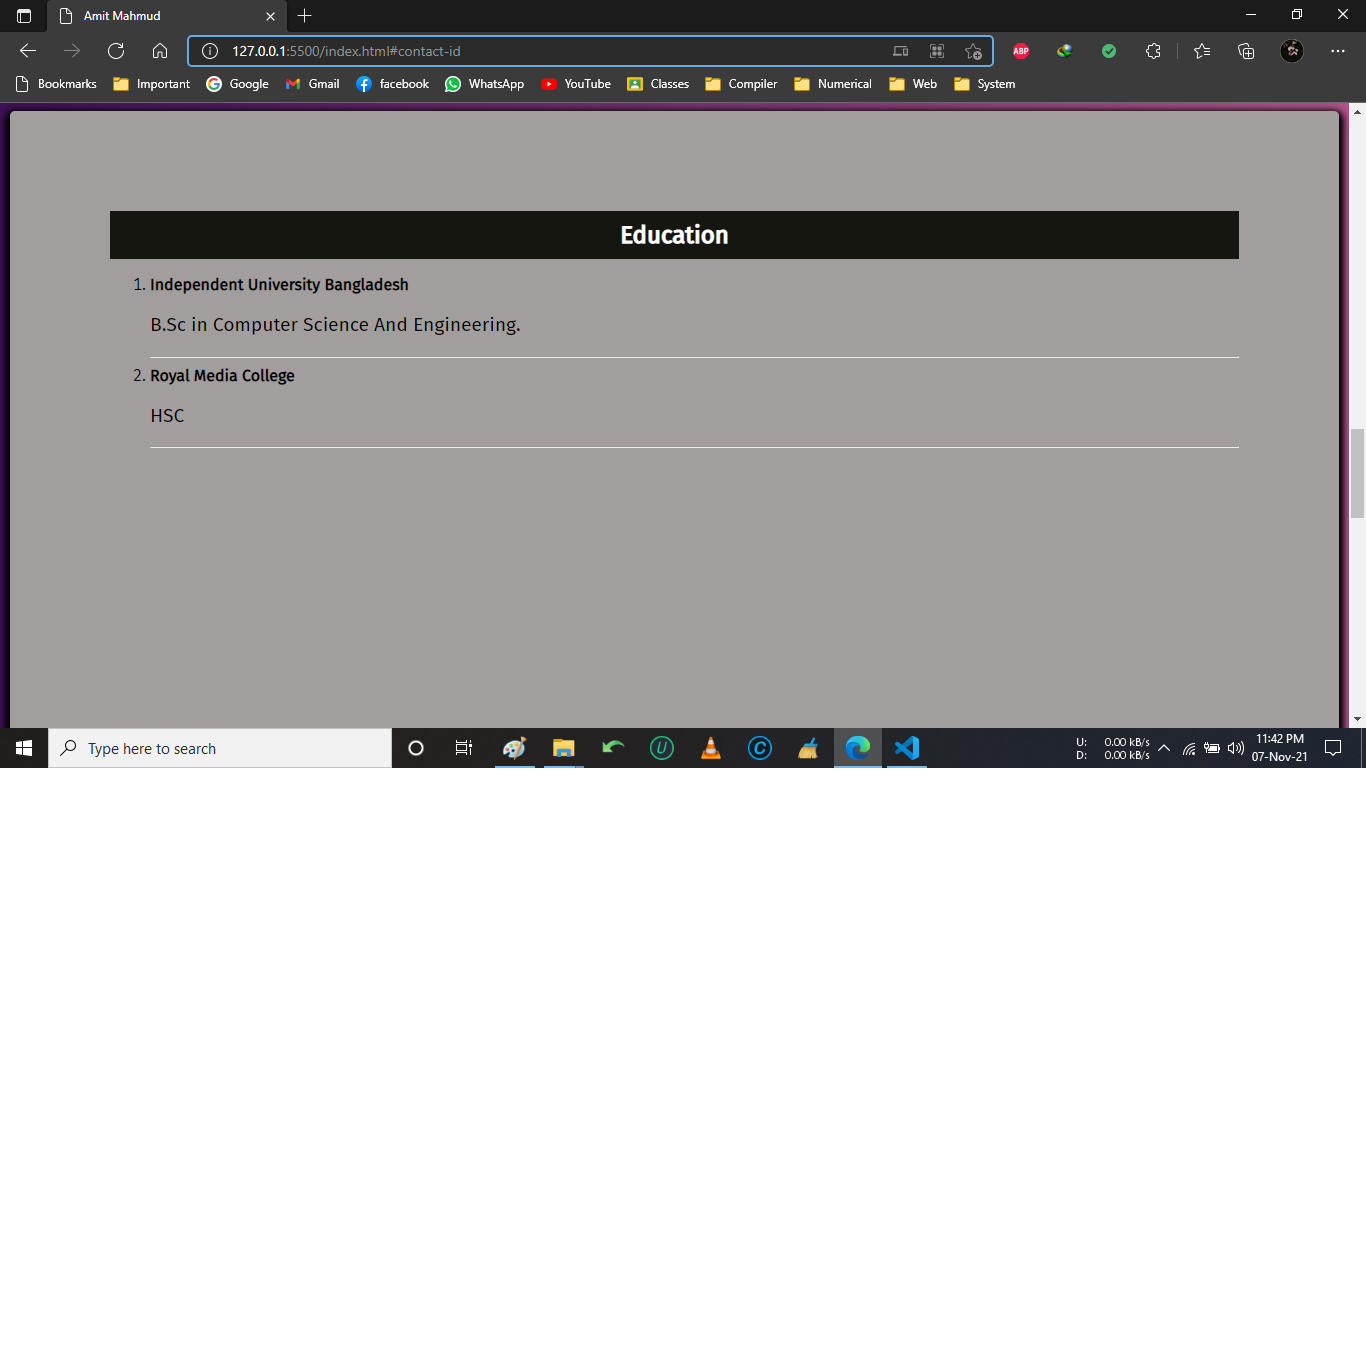 Amit Mahmud
127.0.0.1:5500/index.html#contact-id
ABP
Bookmarks Important Google Gmail facebook WhatsApp YouTube Classes Compiler Numerical Web System
Education
1. Independent University Bangladesh
B.Sc in Computer Science And Engineering.
2. Royal Media College
HSC
Type here to search
U: 0.00 kB/s
D: 0.00 kB/s
11:42 PM
07-Nov-21